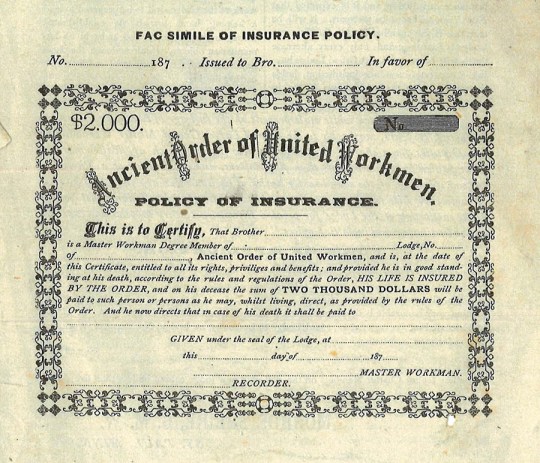 FAC SIMILE OF INSURANCE POLICY.
No. 187 . Issued to Bro. In favor of
$2.000.
No
Ancient Order of United Workmen.
POLICY OF INSURANCE.
This is to Certify, That Brother
is a Master Workman Degree Member of Lodge, No.
of , Ancient Order of United Workmen, and is, at the date of
this Certificate, entitled to all its rights, priviliges and benefits; and provided he is in good stand-
ing at his death, according to the rules and regulations of the Order, HIS LIFE IS INSURED
BY THE ORDER, and on his decease the sum of TWO THOUSAND DOLLARS will be
paid to such person or persons as he may, whilst living, direct, as provided by the rules of the
Order. And he now directs that in case of his death it shall be paid to
GIVEN under the seal of the Lodge, at
this day of 187
MASTER WORKMAN.
RECORDER.